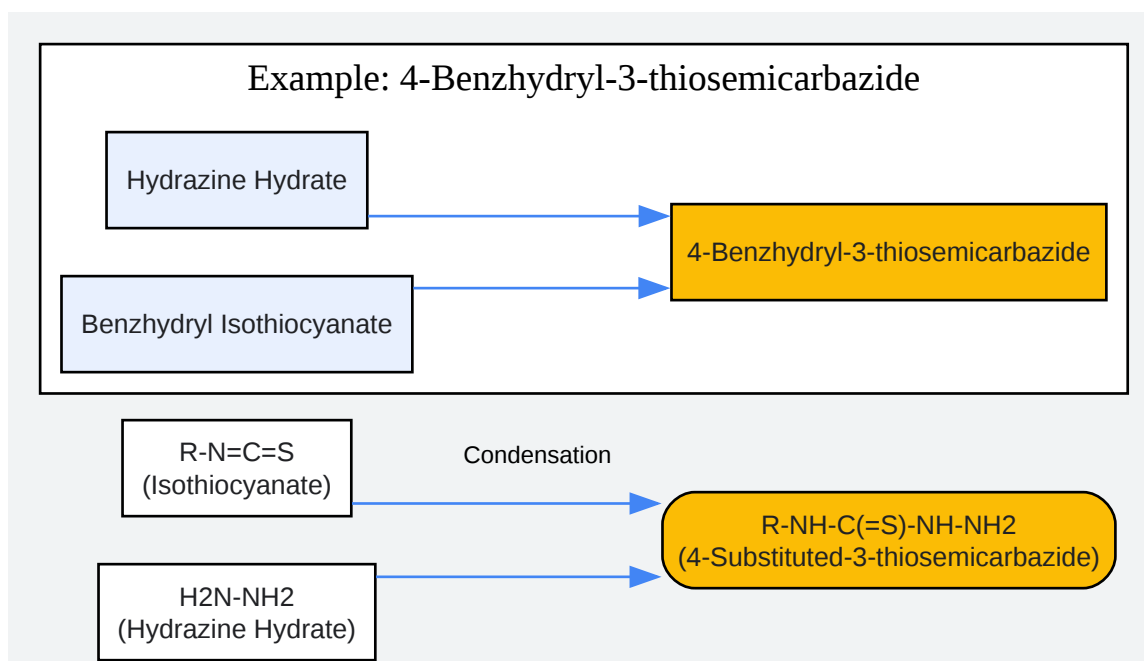 Example: 4-Benzhydryl-3-thiosemicarbazide
Hydrazine Hydrate
4-Benzhydryl-3-thiosemicarbazide
Benzhydryl Isothiocyanate
R-N=C=S
(Isothiocyanate)
Condensation
R-NH-C(=S)-NH-NH2
(4-Substituted-3-thiosemicarbazide)
H2N-NH2
(Hydrazine Hydrate)